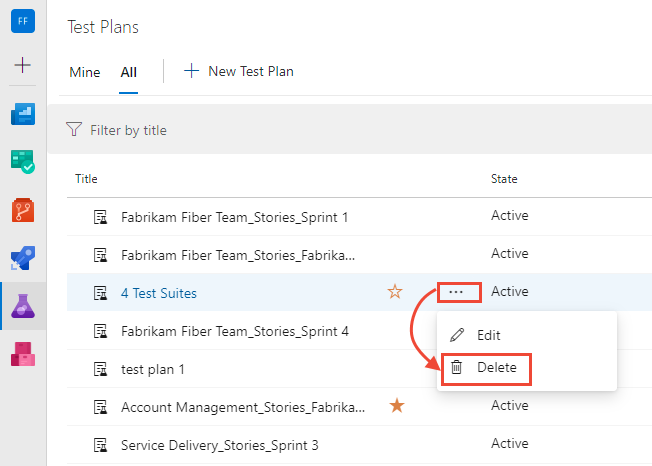 FF
Test Plans
Mine All + New Test Plan
Filter by title
Title State
Fabrikam Fiber Team_Stories_Sprint 1 Active
Fabrikam Fiber Team_Stories_Fabrika... Active
4 Test Suites ... Active
Fabrikam Fiber Team_Stories_Sprint 4
Edit
test plan 1
Delete
Account Management_Stories_Fabrika... Active
Service Delivery_Stories_Sprint 3 Active